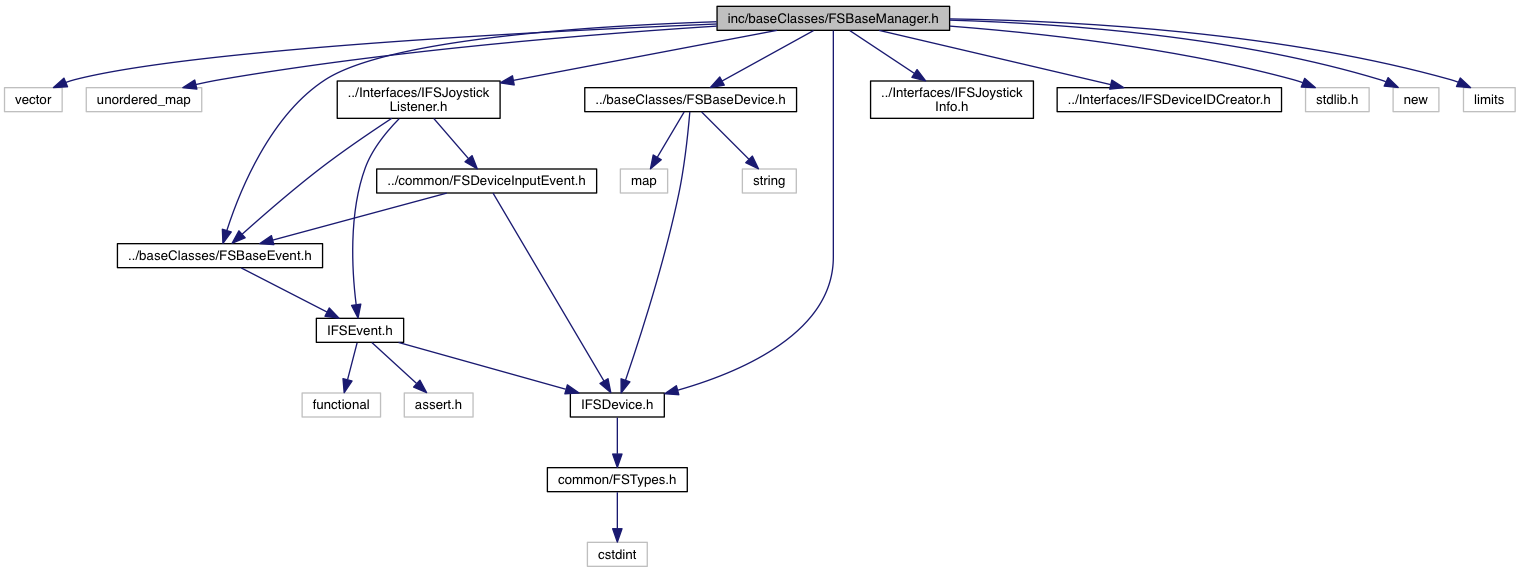 inc/baseClasses/FSBaseManager.h
vector
unordered_map
../Interfaces/IFSJoystick
Listener.h
../baseClasses/FSBaseDevice.h
../Interfaces/IFSJoystick
Info.h
../Interfaces/IFSDeviceIDCreator.h
stdlib.h
new
limits
../common/FSDeviceInputEvent.h
map
string
../baseClasses/FSBaseEvent.h
IFSEvent.h
functional
assert.h
IFSDevice.h
common/FSTypes.h
cstdint